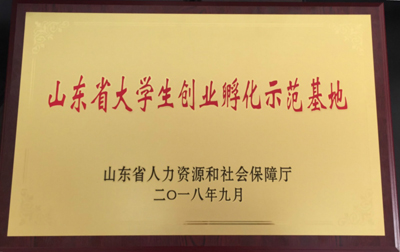 山东省大学生创业孵化示范基地
山东省人力资源和社会保障厅
二〇一八年九月